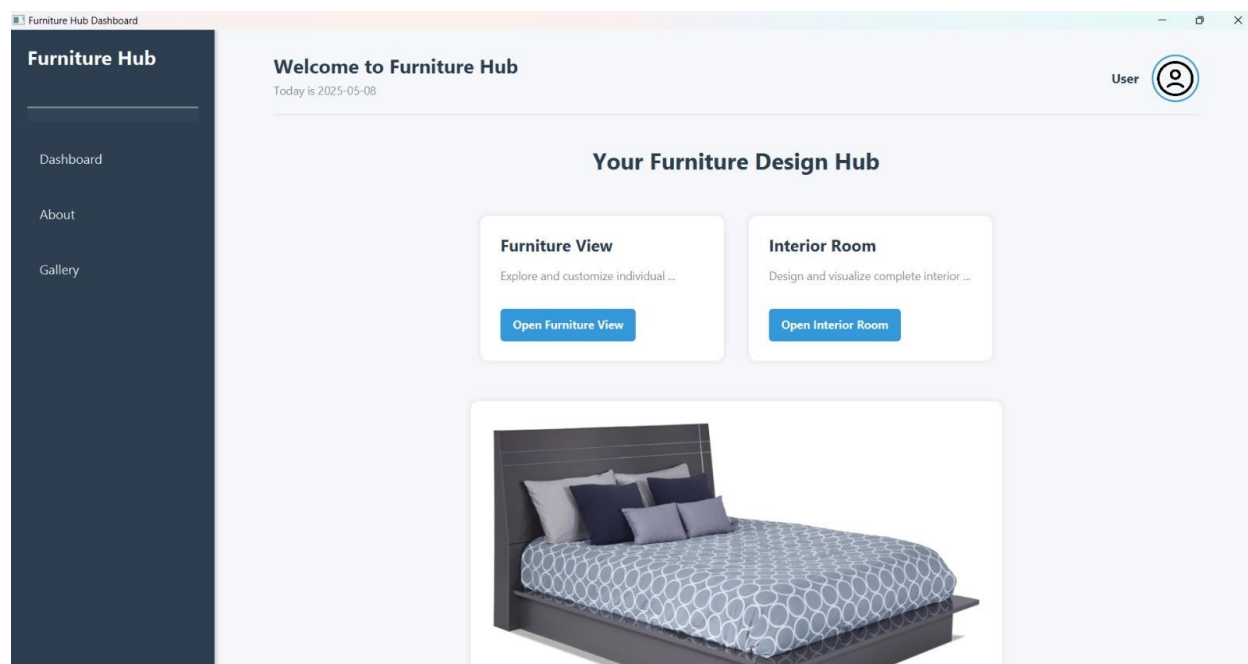 Furniture Hub Dashboard
Furniture Hub
Dashboard
About
Gallery
Welcome to Furniture Hub
Today is 2025-05-08
User
Your Furniture Design Hub
Furniture View
Explore and customize individual ...
Open Furniture View
Interior Room
Design and visualize complete interior ...
Open Interior Room